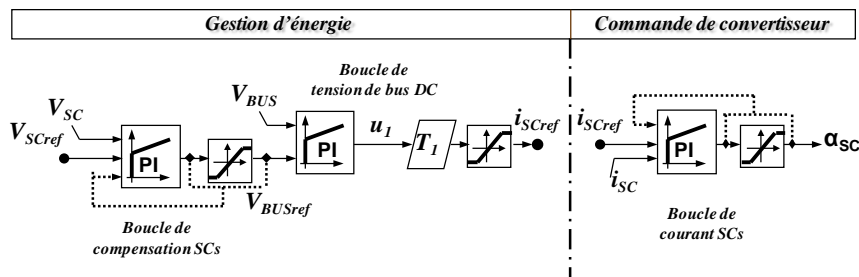 Gestion d'énergie
Commande de convertisseur
Boucle de
tension de bus DC
V_SC
V_SCref
PI
V_BUSref
Boucle de
compensation SCs
V_BUS
PI
u_1
T_1
i_SCref
i_SCref
i_SC
PI
α_SC
Boucle de
courant SCs